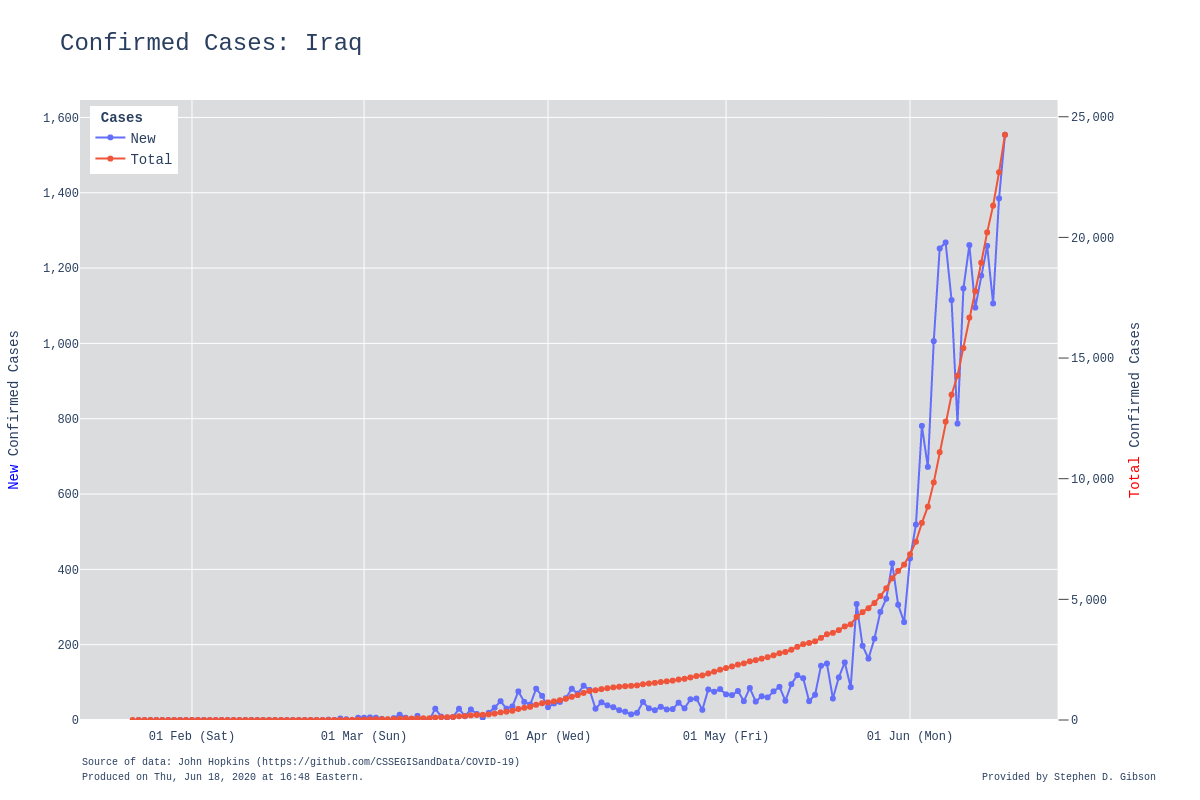 Confirmed Cases: Iraq
Cases
New
Total
1,600
1,400
1,200
1,000
800
600
400
200
0
New Confirmed Cases
25,000
20,000
15,000
10,000
5,000
0
Total Confirmed Cases
01 Feb (Sat)
01 Mar (Sun)
01 Apr (Wed)
01 May (Fri)
01 Jun (Mon)
Source of data: John Hopkins (https://github.com/CSSEGISandData/COVID-19)
Produced on Thu, Jun 18, 2020 at 16:48 Eastern.
Provided by Stephen D. Gibson